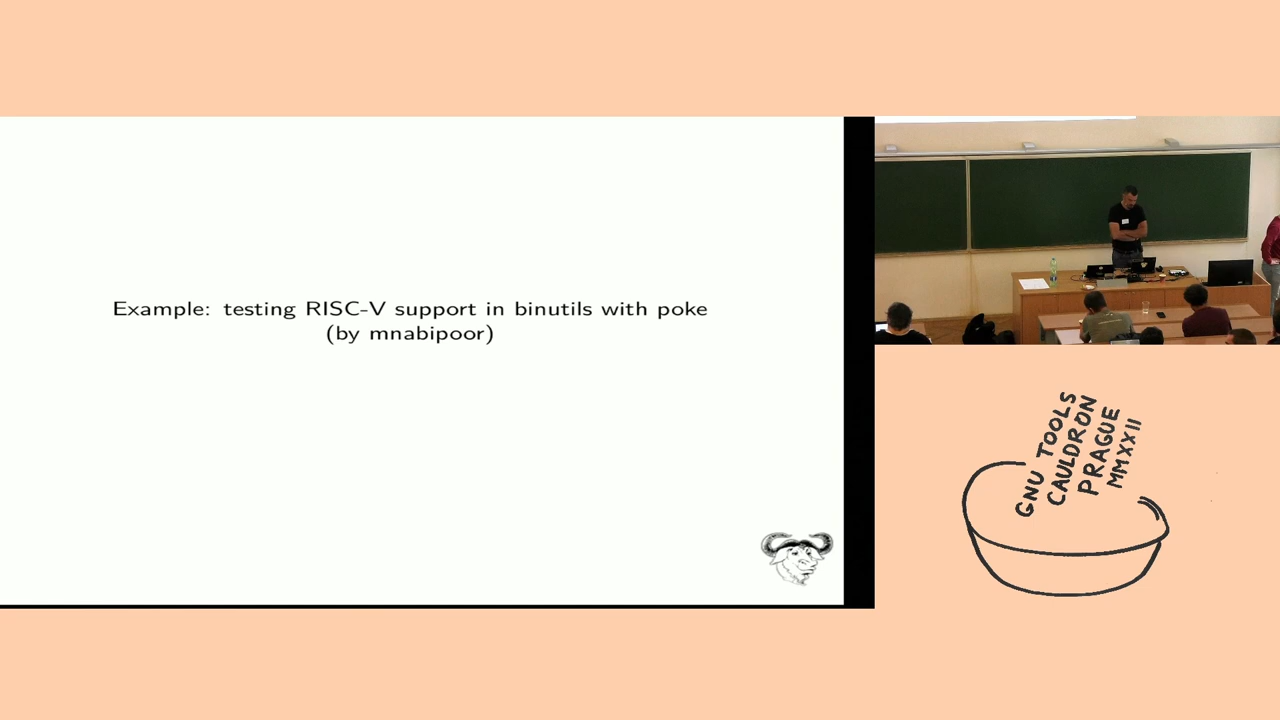 Example: testing RISC-V support in binutils with poke
(by mnabipoor)
GNU TOOLS
CAULDRON
PRAGUE
MMXXII